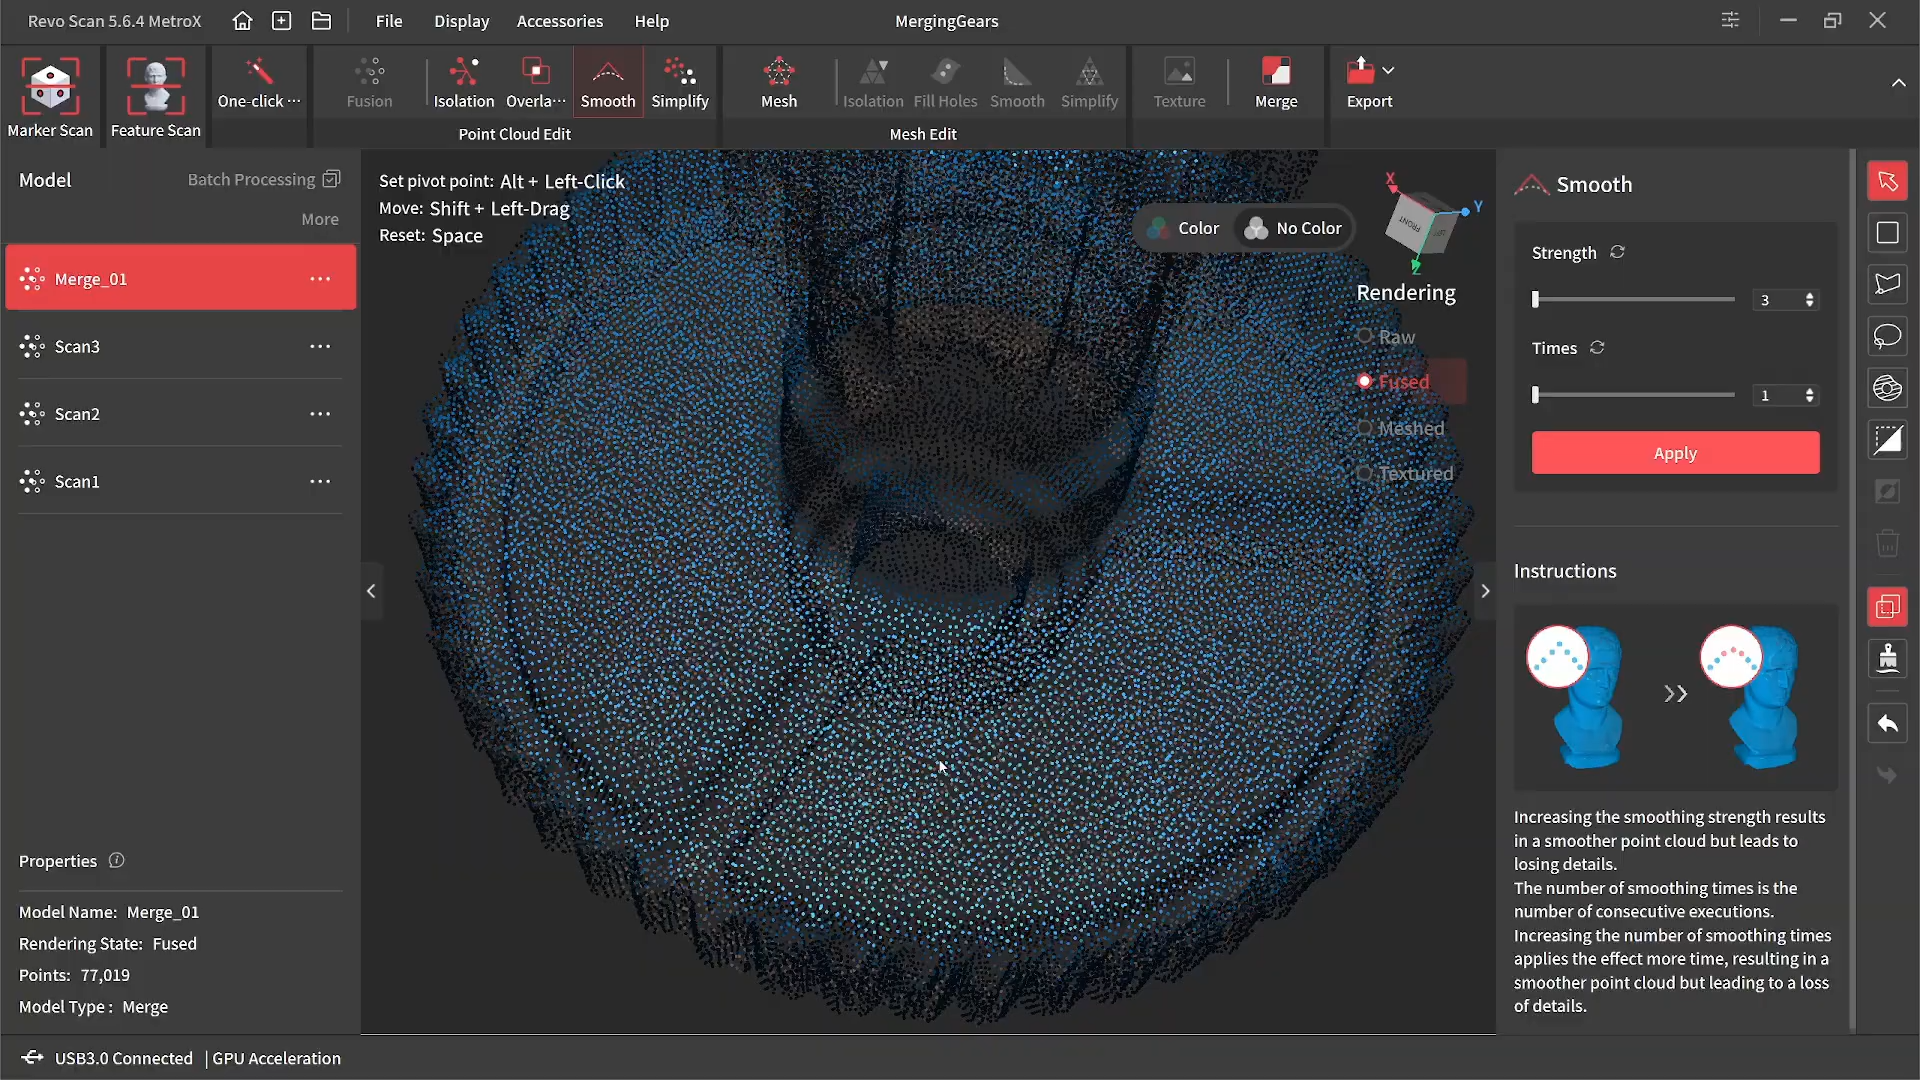 Revo Scan 5.6.4 MetroX
File
Display
Accessories
Help
MergingGears
Marker Scan
Feature Scan
One-click ···
Fusion
Isolation
Overla···
Smooth
Simplify
Point Cloud Edit
Mesh
Isolation
Fill Holes
Smooth
Simplify
Mesh Edit
Texture
Merge
Export
Model
Batch Processing
More
Merge_01
Scan3
Scan2
Scan1
Properties
Model Name: Merge_01
Rendering State: Fused
Points: 77,019
Model Type : Merge
Set pivot point: Alt + Left-Click
Move: Shift + Left-Drag
Reset: Space
Color
No Color
X
Y
Z
FRONT
Rendering
Raw
Fused
Meshed
Textured
Smooth
Strength
3
Times
1
Apply
Instructions
Increasing the smoothing strength results
in a smoother point cloud but leads to
losing details.
The number of smoothing times is the
number of consecutive executions.
Increasing the number of smoothing times
applies the effect more time, resulting in a
smoother point cloud but leading to a loss
of details.
USB3.0 Connected | GPU Acceleration